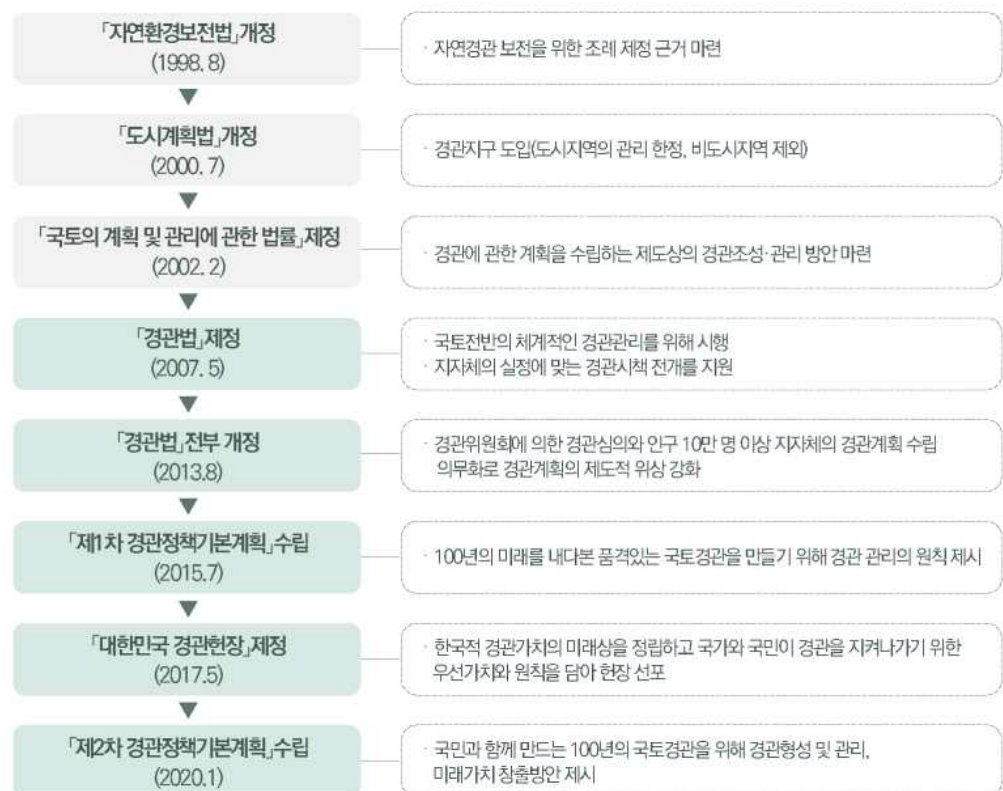 「자연환경보전법」개정
(1998. 8)
· 자연경관 보전을 위한 조례 제정 근거 마련
「도시계획법」개정
(2000. 7)
· 경관지구 도입(도시지역의 관리 한정, 비도시지역 제외)
「국토의 계획 및 관리에 관한 법률」제정
(2002. 2)
· 경관에 관한 계획을 수립하는 제도상의 경관조성·관리 방안 마련
「경관법」제정
(2007. 5)
· 국토전반의 체계적인 경관관리를 위해 시행
· 지자체의 실정에 맞는 경관시책 전개를 지원
「경관법」전부 개정
(2013.8)
· 경관위원회에 의한 경관심의와 인구 10만 명 이상 지자체의 경관계획 수립
의무화로 경관계획의 제도적 위상 강화
「제1차 경관정책기본계획」수립
(2015.7)
· 100년의 미래를 내다본 품격있는 국토경관을 만들기 위해 경관 관리의 원칙 제시
「대한민국 경관헌장」제정
(2017.5)
· 한국적 경관가치의 미래상을 정립하고 국가와 국민이 경관을 지켜나가기 위한
우선가치와 원칙을 담아 헌장 선포
「제2차 경관정책기본계획」수립
(2020.1)
· 국민과 함께 만드는 100년의 국토경관을 위해 경관형성 및 관리,
미래가치 창출방안 제시